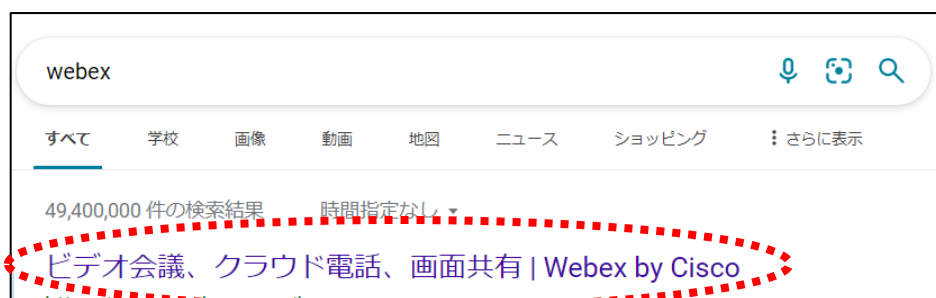 webex
すべて 学校 画像 動画 地図 ニュース ショッピング さらに表示
49,400,000 件の検索結果 時間指定なし
ビデオ会議、クラウド電話、画面共有 | Webex by Cisco